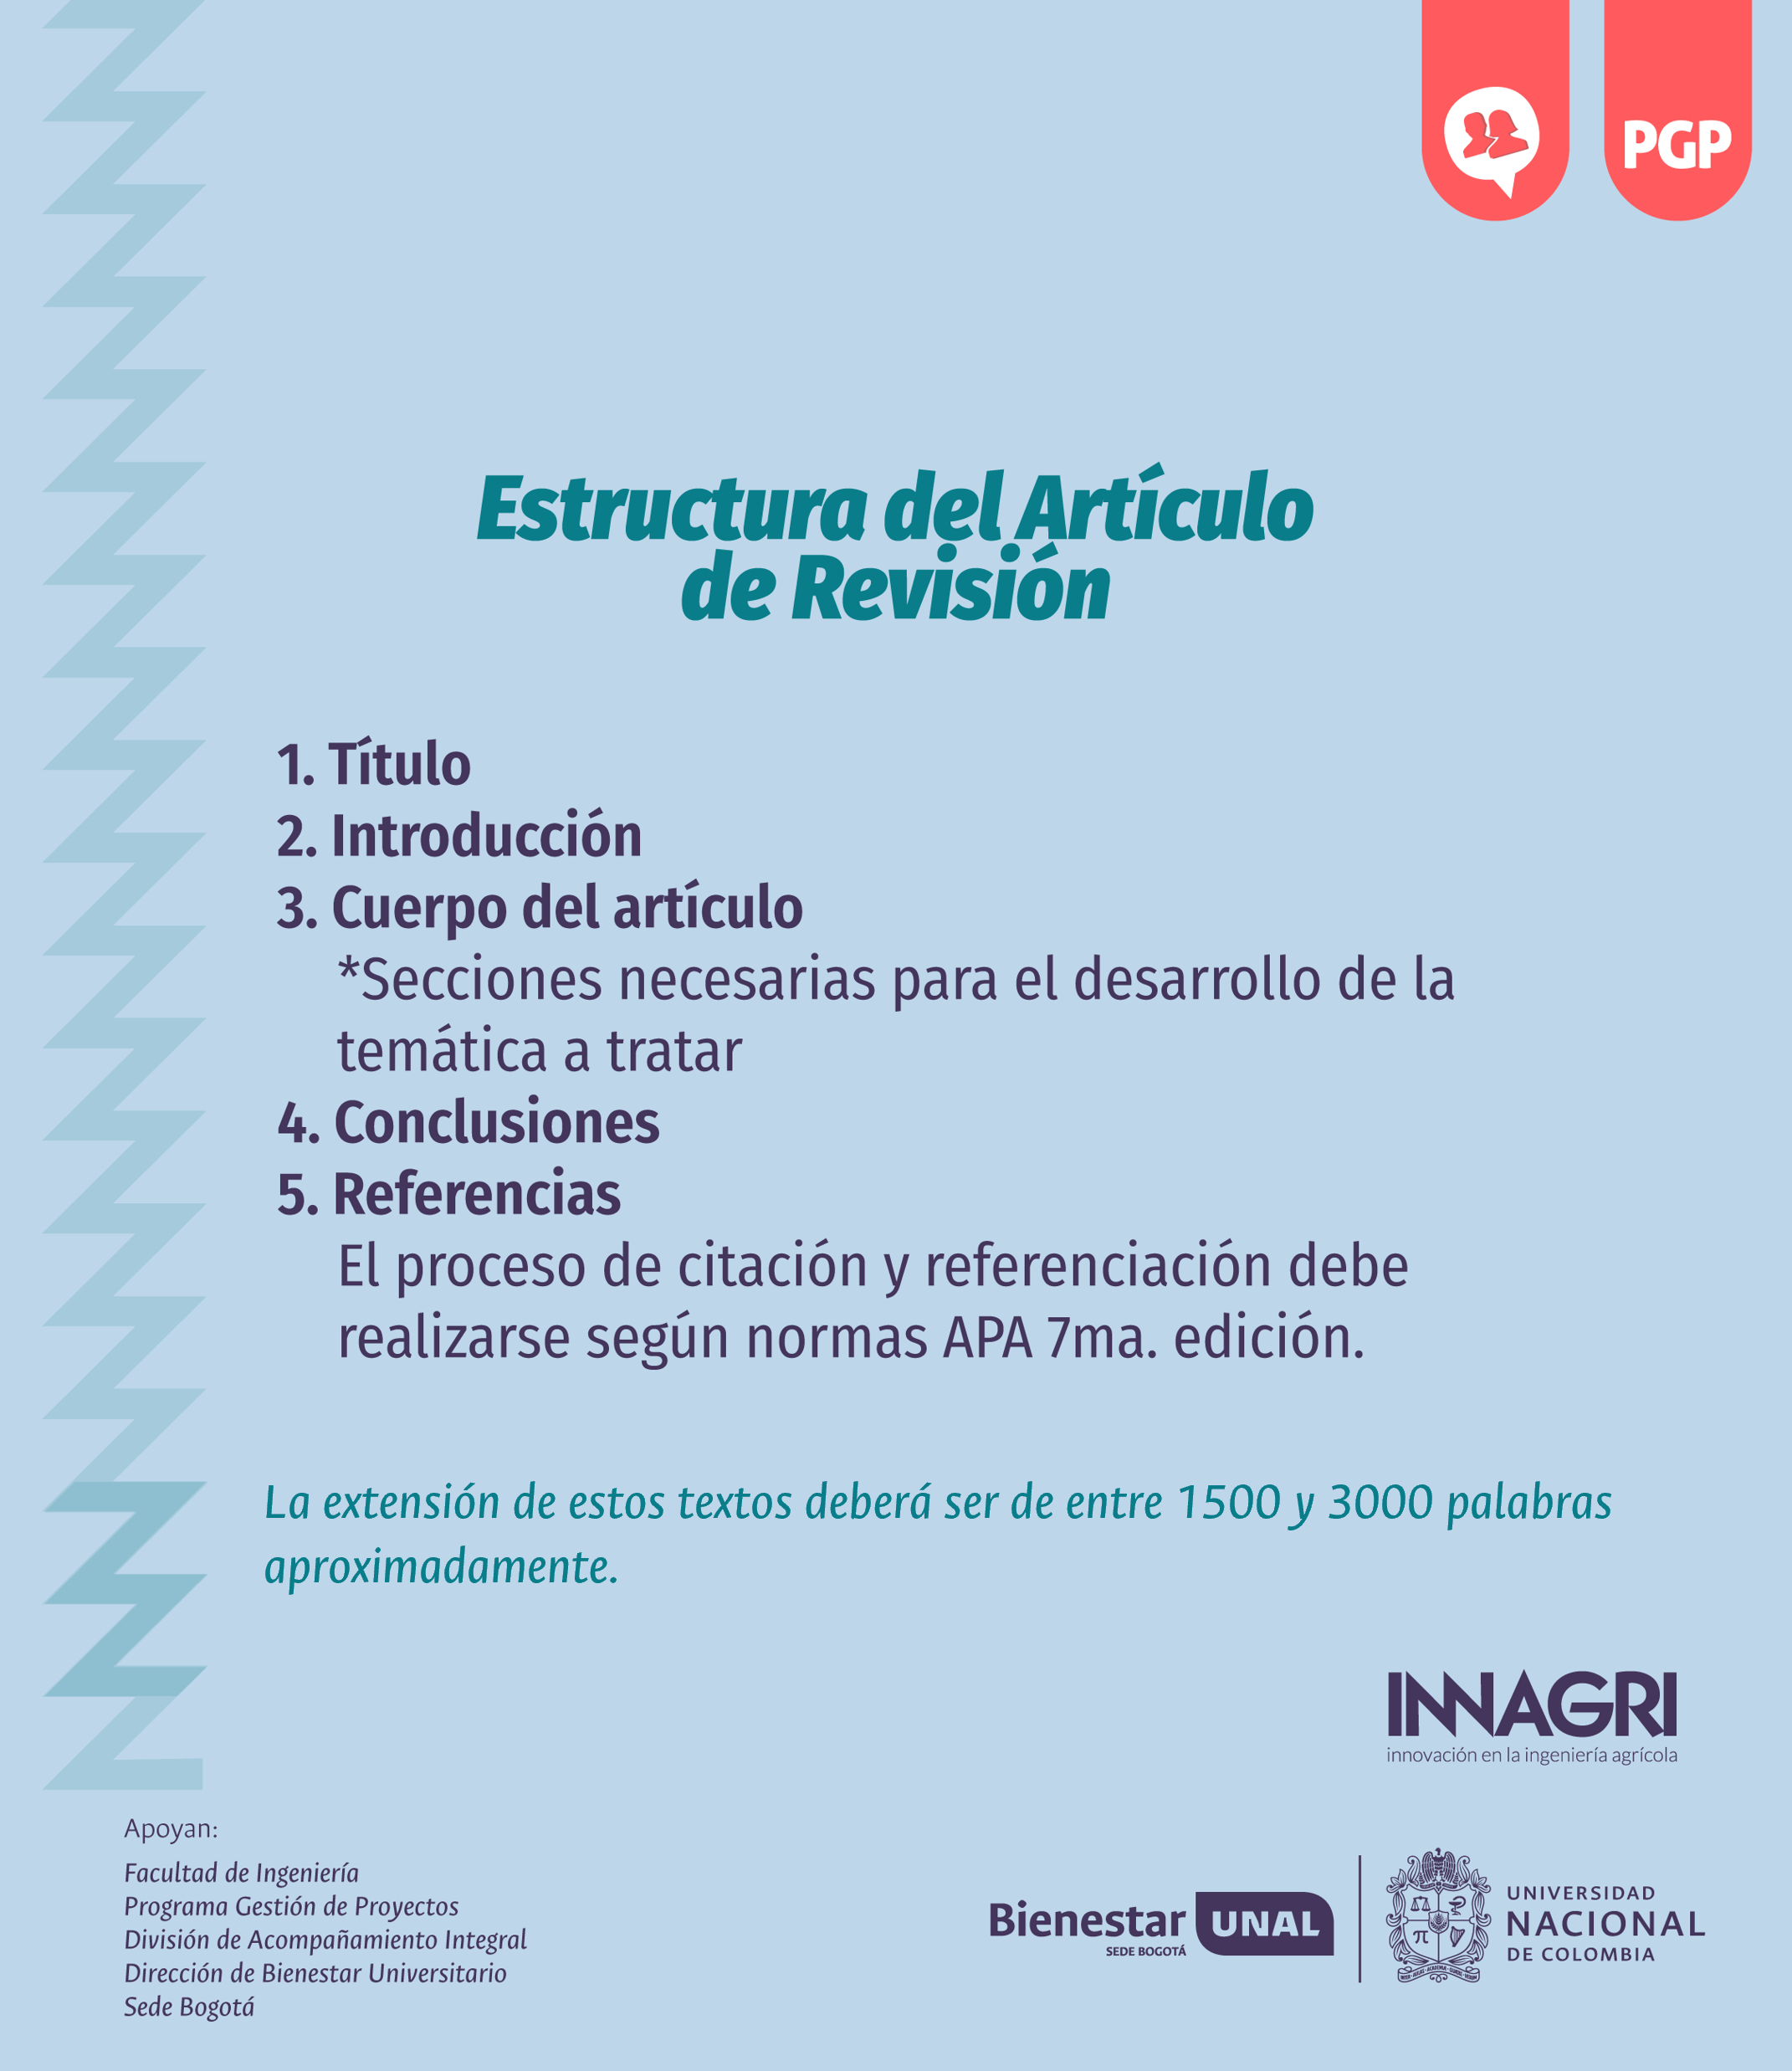 PGP
Estructura del Artículo
de Revisión
1. Título
2. Introducción
3. Cuerpo del artículo
*Secciones necesarias para el desarrollo de la
temática a tratar
4. Conclusiones
5. Referencias
El proceso de citación y referenciación debe
realizarse según normas APA 7ma. edición.
La extensión de estos textos deberá ser de entre 1500 y 3000 palabras
aproximadamente.
INNAGRI
innovación en la ingeniería agrícola
Apoyan:
Facultad de Ingeniería
Programa Gestión de Proyectos
División de Acompañamiento Integral
Dirección de Bienestar Universitario
Sede Bogotá
Bienestar UNAL
SEDE BOGOTÁ
UNIVERSIDAD
NACIONAL
DE COLOMBIA